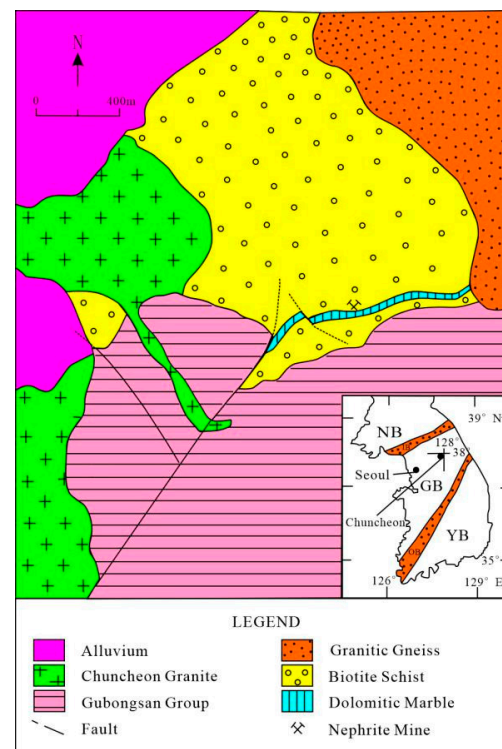 N
0 400m
39° N
NB
128°
38°
Seoul
GB
Chuncheon
YB
OB
35°
126°
129° E
LEGEND
Alluvium Granitic Gneiss
Chuncheon Granite Biotite Schist
Gubongsan Group Dolomitic Marble
Fault Nephrite Mine